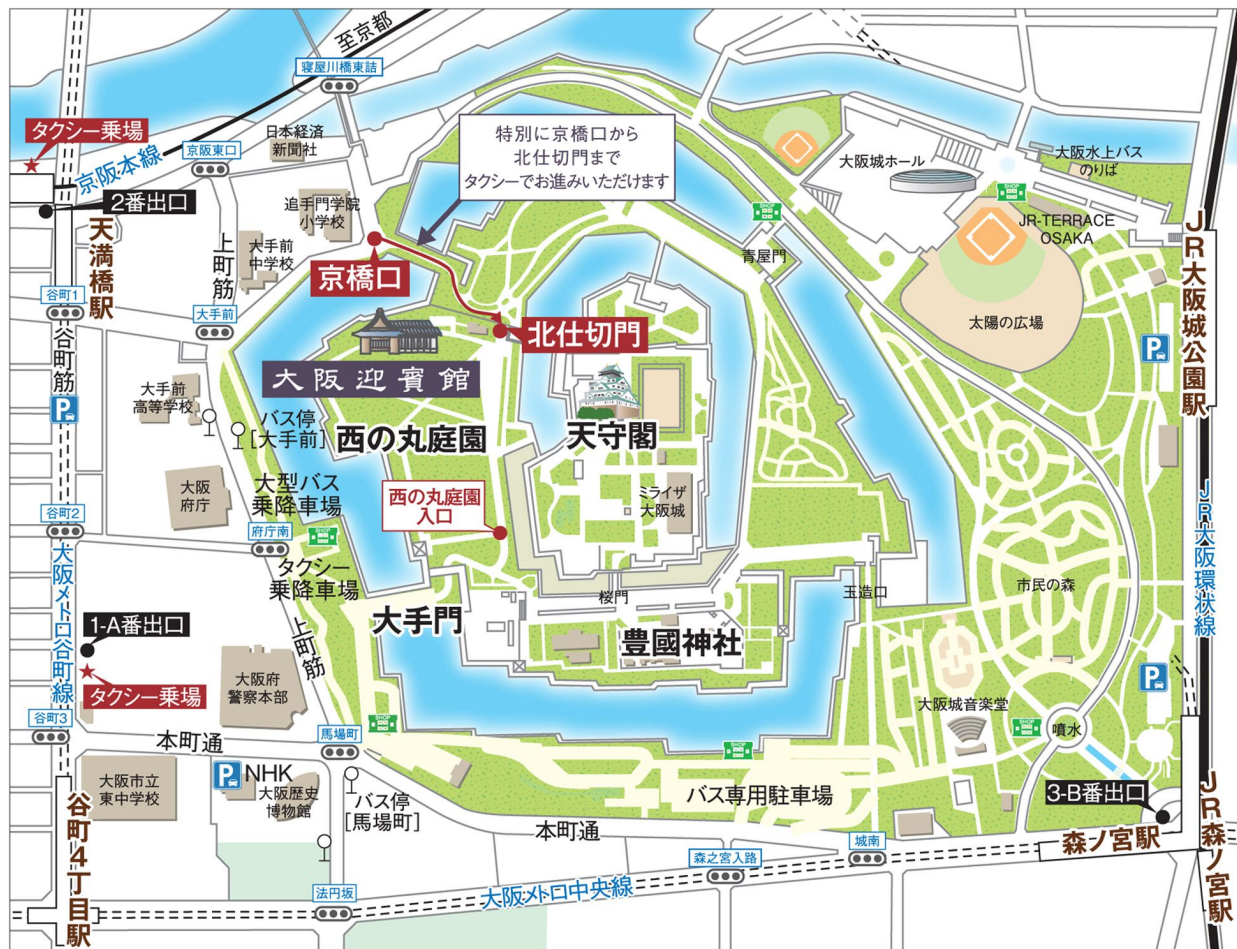 至京都
寝屋川橋東詰
タクシー乗場
京阪本線
京阪東口
日本経済
新聞社
特別に京橋口から
北仕切門まで
タクシーでお進みいただけます
大阪城ホール
大阪水上バス
のりば
2番出口
天満橋駅
追手門学院
小学校
大手前
中学校
上町筋
京橋口
SHOP
SHOP
JR-TERRACE
OSAKA
青屋門
JR大阪城公園駅
谷町1
大手前
北仕切門
太陽の広場
谷町筋
P
P
大阪迎賓館
大手前
高等学校
バス停
[大手前]
西の丸庭園
天守閣
大阪
府庁
大型バス
乗降車場
西の丸庭園
入口
ミライザ
大阪城
谷町2
府庁南
SHOP
タクシー
乗降車場
大阪メトロ谷町線
JR大阪環状線
桜門
玉造口
市民の森
大手門
豊國神社
1-A番出口
タクシー乗場
上町筋
大阪府
警察本部
P
大阪城音楽堂
谷町3
本町通
馬場町
SHOP
SHOP
SHOP
噴水
大阪市立
東中学校
P
NHK
大阪歴史
博物館
バス停
[馬場町]
バス専用駐車場
3-B番出口
谷町4丁目駅
本町通
城南
森ノ宮駅
JR森ノ宮駅
森之宮入路
法円坂
大阪メトロ中央線